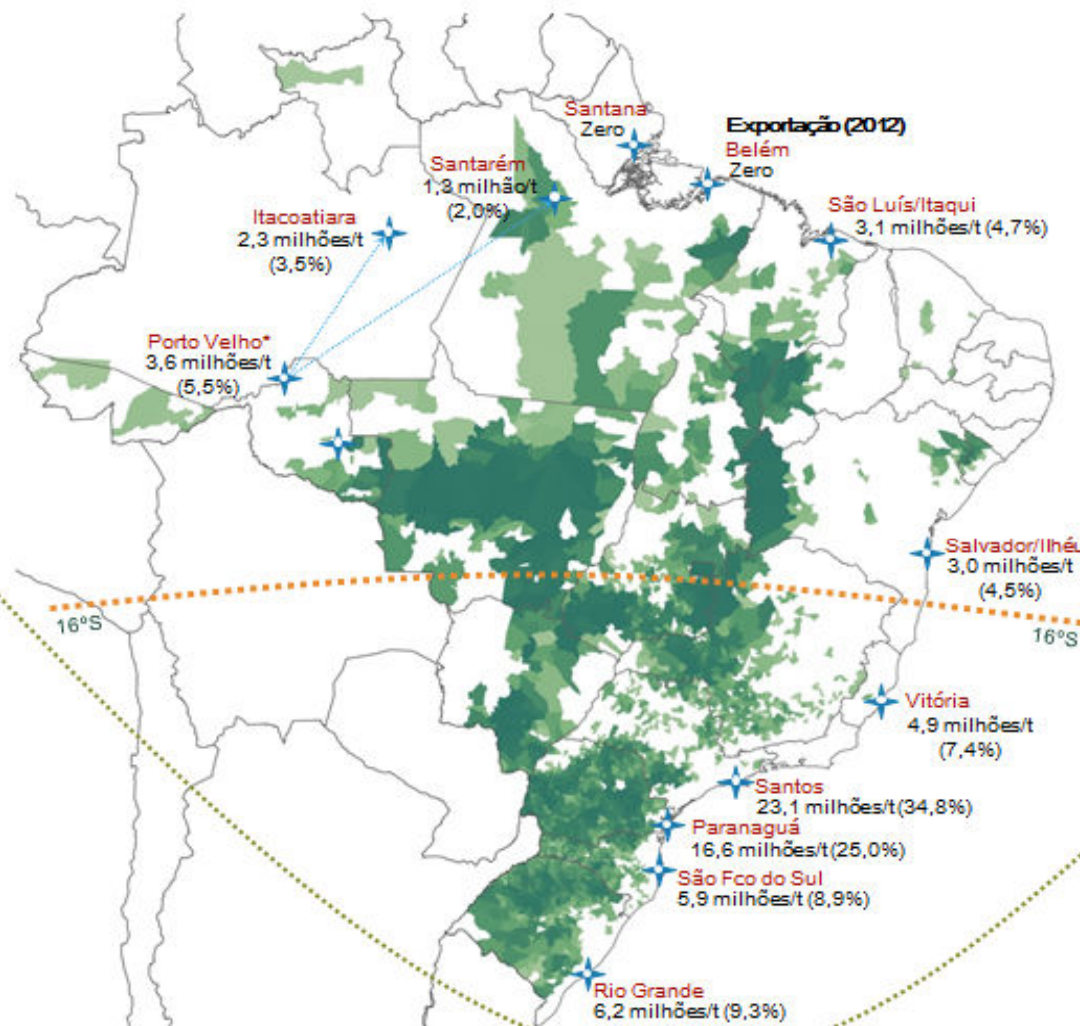 Santana
Zero
Exportação (2012)
Belém
Zero
Santarém
1,3 milhão/t
(2,0%)
São Luís/Itaqui
3,1 milhões/t (4,7%)
Itacoatiara
2,3 milhões/t
(3,5%)
Porto Velho*
3,6 milhões/t
(5,5%)
Salvador/Ilhéu
3,0 milhões/t
(4,5%)
16ºS
16ºS
Vitória
4,9 milhões/t
(7,4%)
Santos
23,1 milhões/t (34,8%)
Paranaguá
16,6 milhões/t (25,0%)
São Fco do Sul
5,9 milhões/t (8,9%)
Rio Grande
6,2 milhões/t (9,3%)